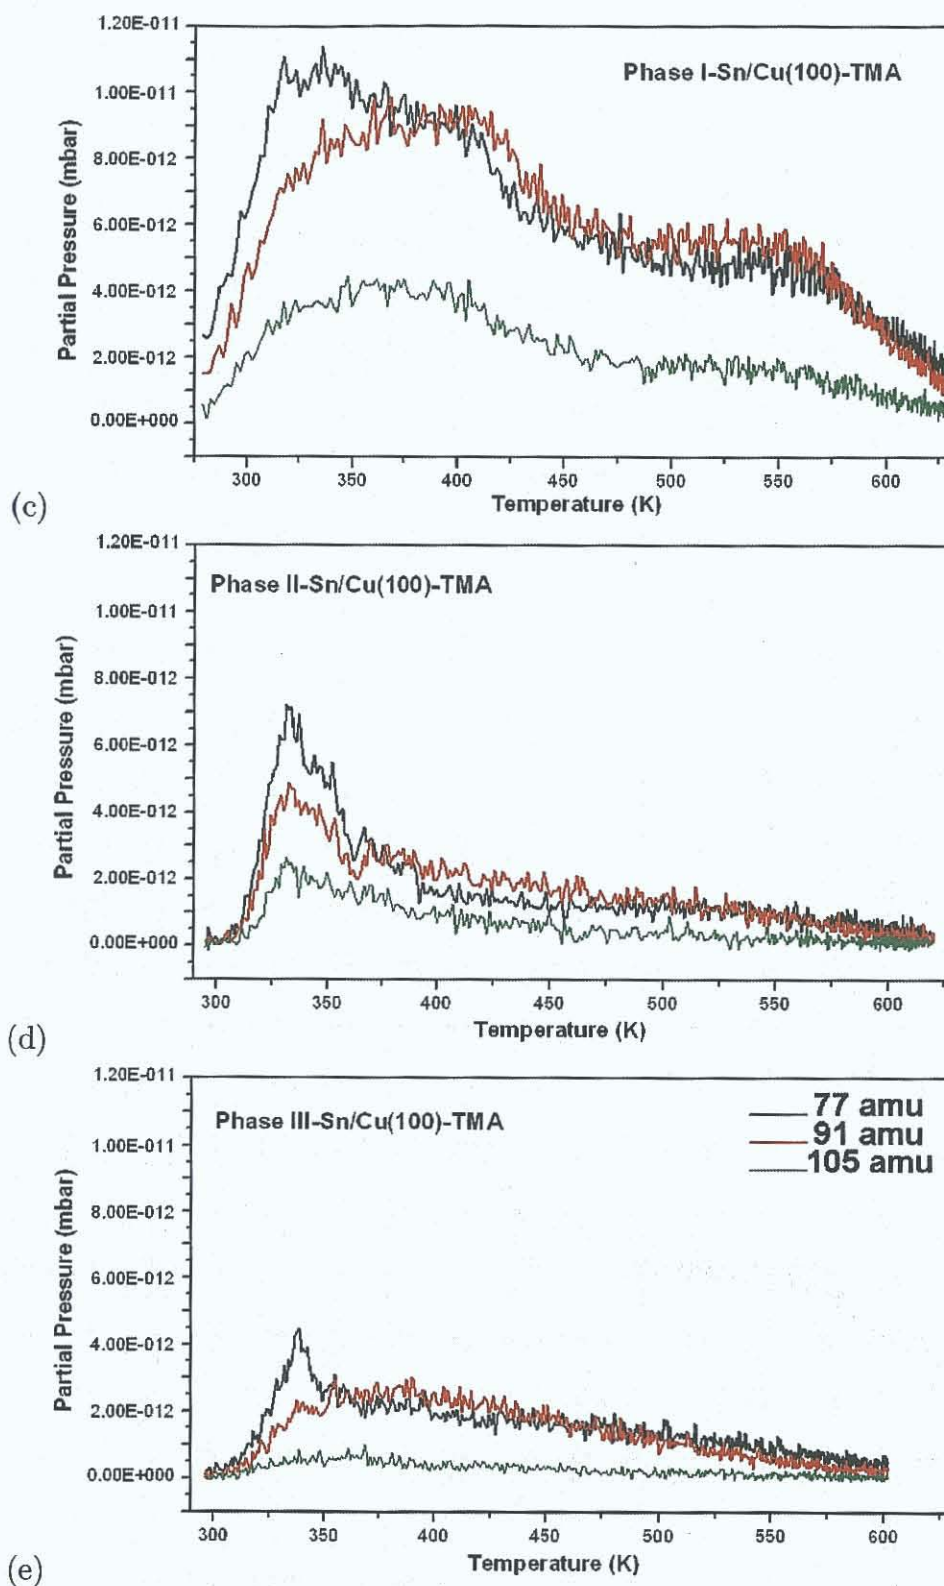 1.20E-011
1.00E-011
8.00E-012
6.00E-012
4.00E-012
2.00E-012
0.00E+000
Partial Pressure (mbar)
Phase I-Sn/Cu(100)-TMA
300 350 400 450 500 550 600
Temperature (K)
(c)
1.20E-011
1.00E-011
8.00E-012
6.00E-012
4.00E-012
2.00E-012
0.00E+000
Partial Pressure (mbar)
Phase II-Sn/Cu(100)-TMA
300 350 400 450 500 550 600
Temperature (K)
(d)
1.20E-011
1.00E-011
8.00E-012
6.00E-012
4.00E-012
2.00E-012
0.00E+000
Partial Pressure (mbar)
Phase III-Sn/Cu(100)-TMA
77 amu
91 amu
105 amu
300 350 400 450 500 550 600
Temperature (K)
(e)